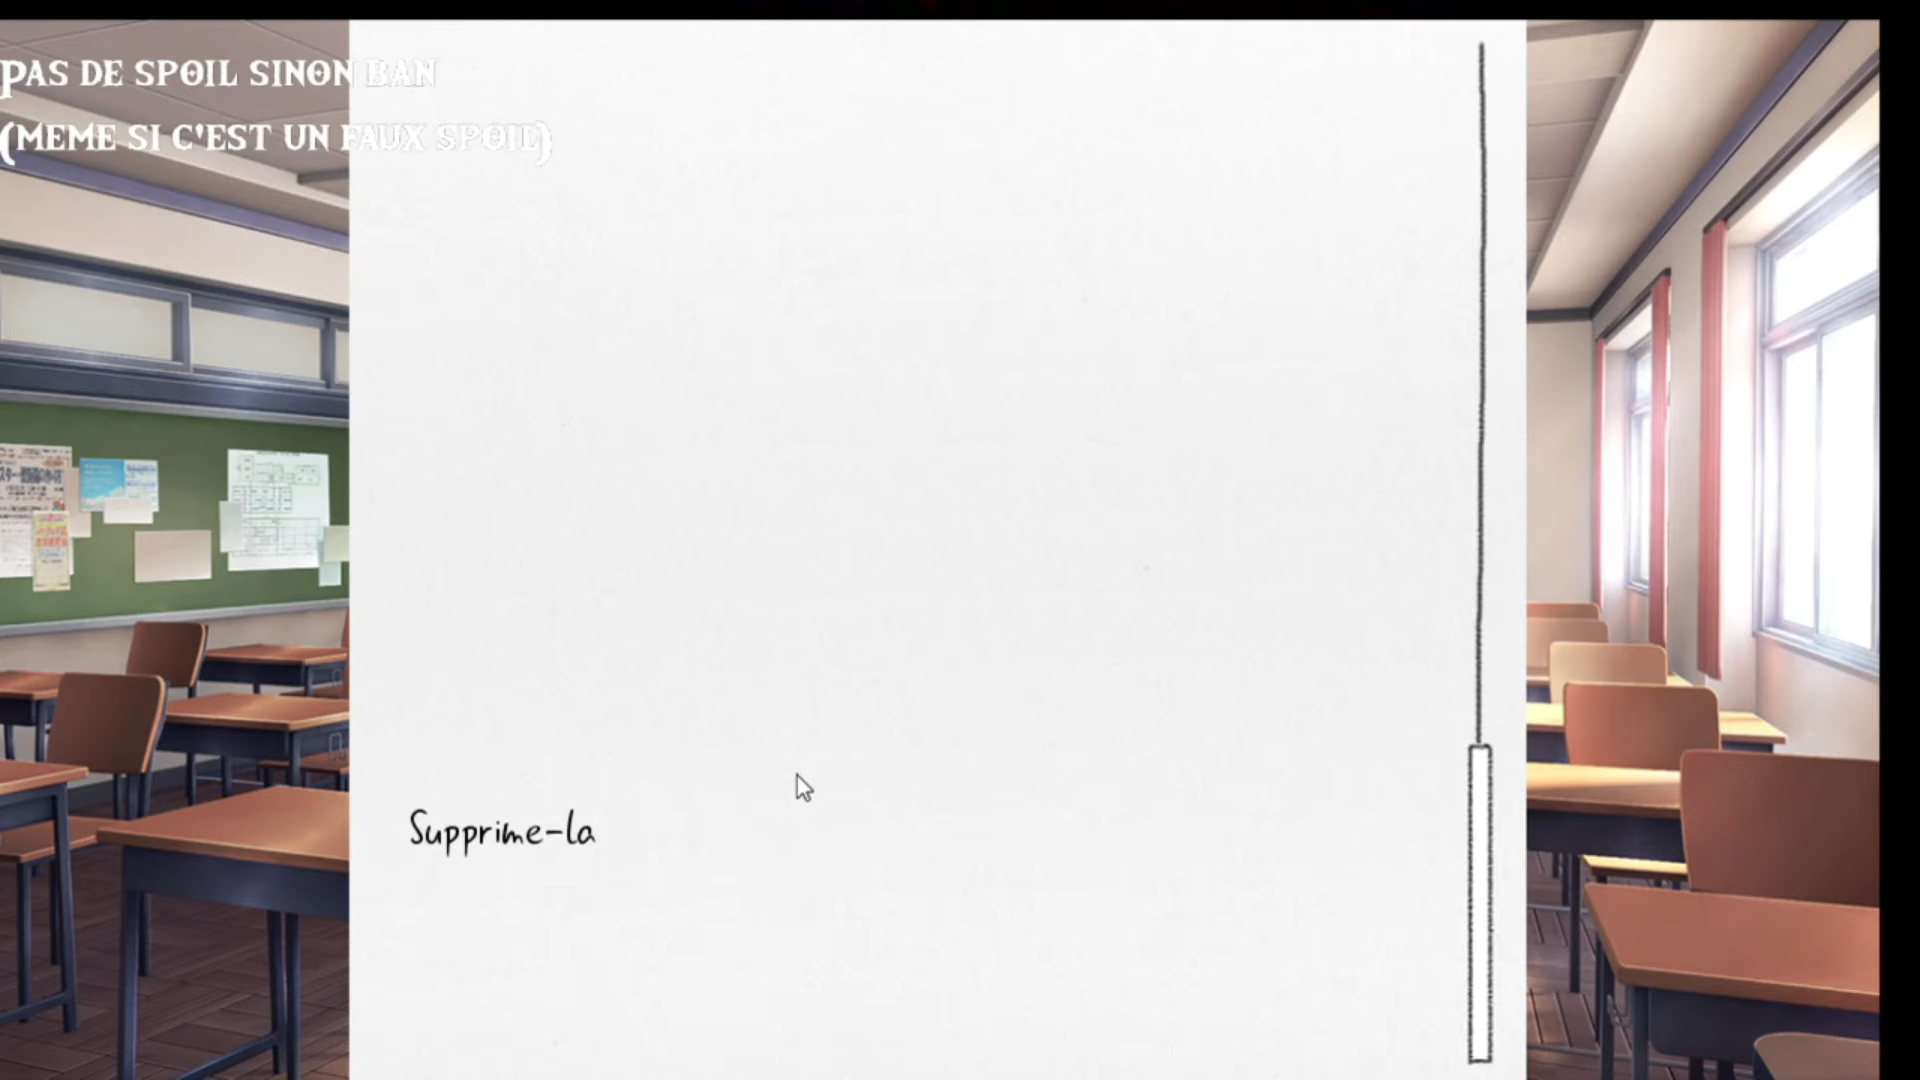 PAS DE SPOIL SINON BAN
(MEME SI C'EST UN FAUX SPOIL)
Supprime-la